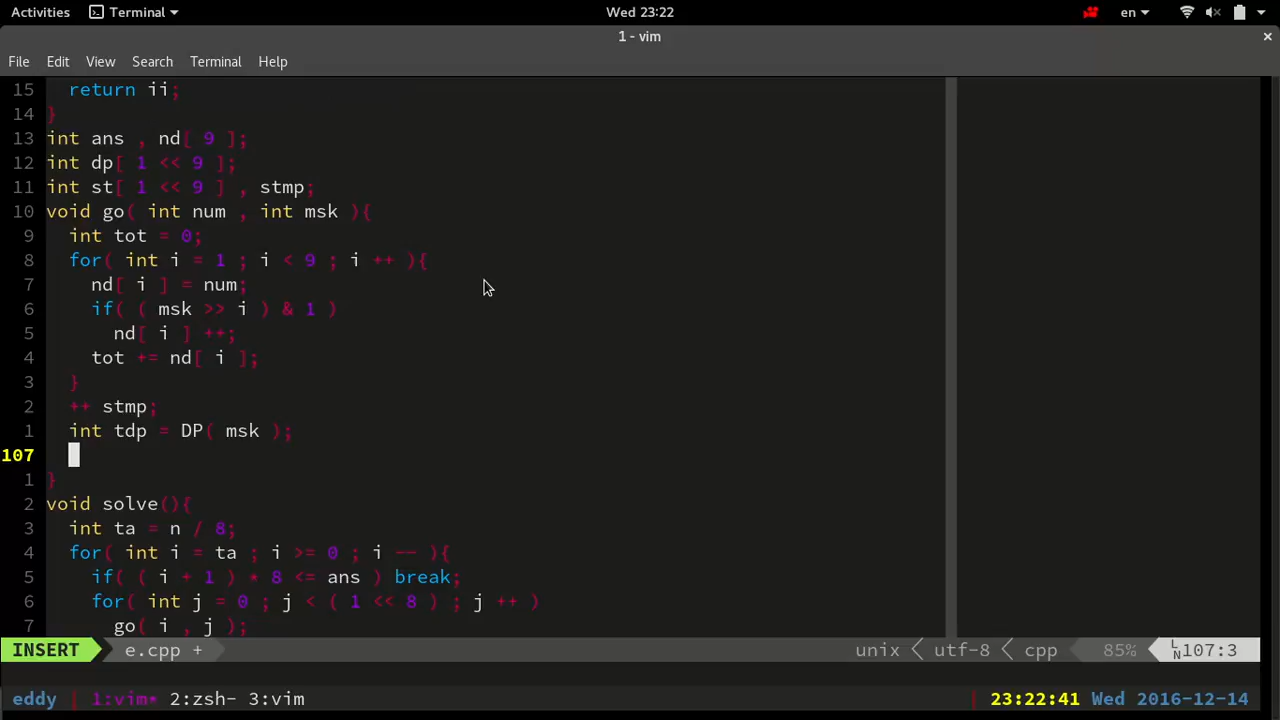 Activities Terminal Wed 23:22 en
1 - vim
File Edit View Search Terminal Help
15 return ii;
14 }
13 int ans , nd[ 9 ];
12 int dp[ 1 << 9 ];
11 int st[ 1 << 9 ] , stmp;
10 void go( int num , int msk ){
9 int tot = 0;
8 for( int i = 1 ; i < 9 ; i ++ ){
7 nd[ i ] = num;
6 if( ( msk >> i ) & 1 )
5 nd[ i ] ++;
4 tot += nd[ i ];
3 }
2 ++ stmp;
1 int tdp = DP( msk );
107
1 }
2 void solve(){
3 int ta = n / 8;
4 for( int i = ta ; i >= 0 ; i -- ){
5 if( ( i + 1 ) * 8 <= ans ) break;
6 for( int j = 0 ; j < ( 1 << 8 ) ; j ++ )
7 go( i , j );
INSERT e.cpp + unix utf-8 cpp 85% LN 107:3
eddy 1:vim* 2:zsh- 3:vim 23:22:41 Wed 2016-12-14